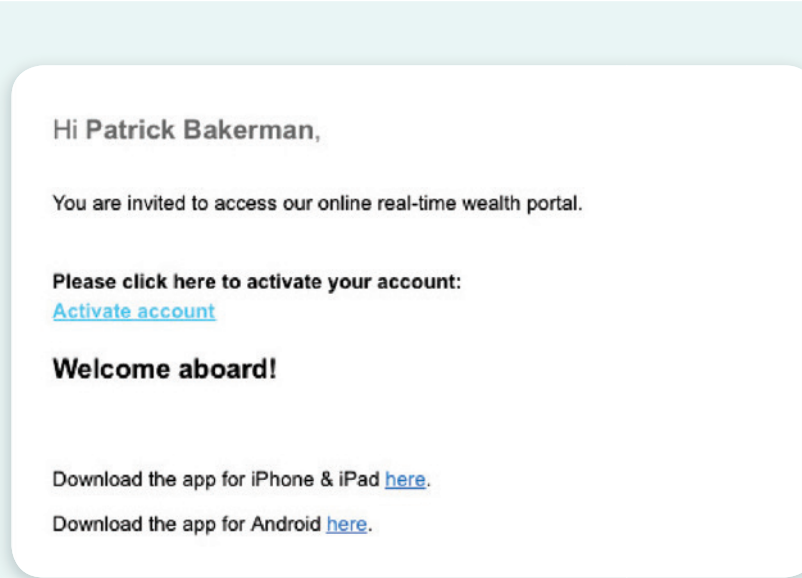 Hi Patrick Bakerman,
You are invited to access our online real-time wealth portal.
Please click here to activate your account:
Activate account
Welcome aboard!
Download the app for iPhone & iPad here.
Download the app for Android here.